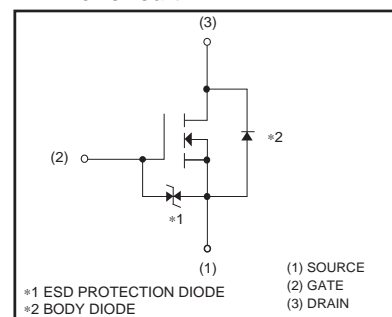 (3)
(2)
∗2
∗1
(1)
∗1 ESD PROTECTION DIODE
∗2 BODY DIODE
(1) SOURCE
(2) GATE
(3) DRAIN